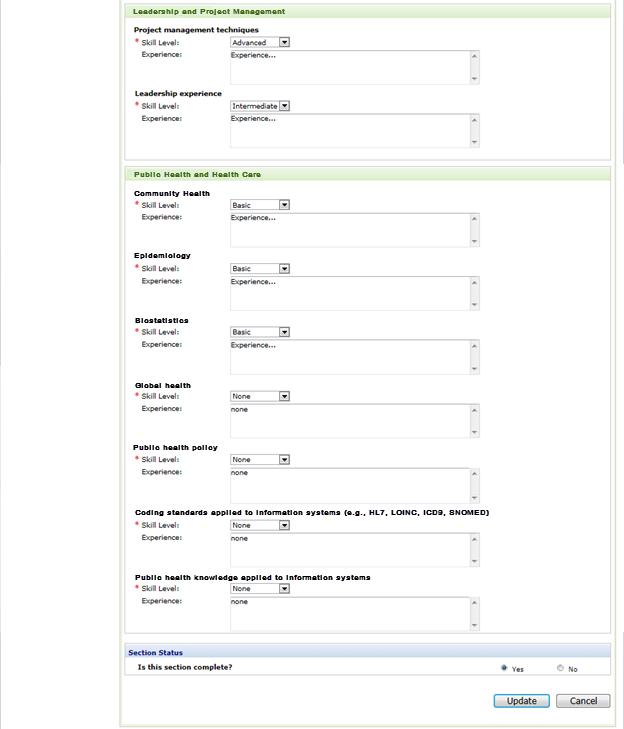 Leadership and Project Management
Project management techniques
* Skill Level: Advanced
Experience: Experience...
Leadership experience
* Skill Level: Intermediate
Experience: Experience...
Public Health and Health Care
Community Health
* Skill Level: Basic
Experience: Experience...
Epidemiology
* Skill Level: Basic
Experience: Experience...
Biostatistics
* Skill Level: Basic
Experience: Experience...
Global health
* Skill Level: None
Experience: none
Public health policy
* Skill Level: None
Experience: none
Coding standards applied to information systems (e.g., HL7, LOINC, ICD9, SNOMED)
* Skill Level: None
Experience: none
Public health knowledge applied to information systems
* Skill Level: None
Experience: none
Section Status
Is this section complete? Yes No
Update Cancel